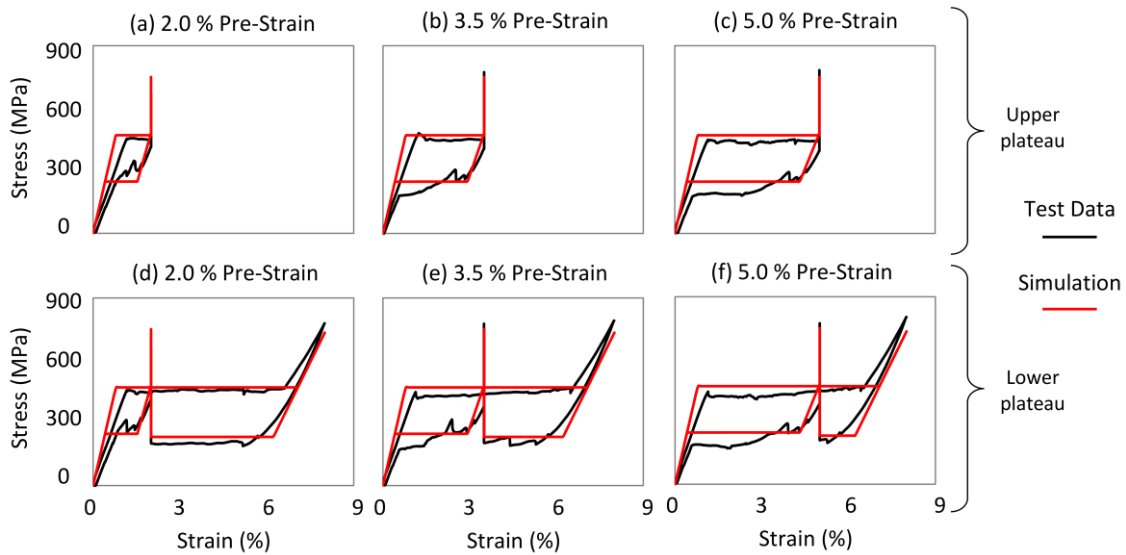 (a) 2.0 % Pre-Strain
(b) 3.5 % Pre-Strain
(c) 5.0 % Pre-Strain
900
600
300
0
Stress (MPa)
Upper
plateau
Test Data
(d) 2.0 % Pre-Strain
(e) 3.5 % Pre-Strain
(f) 5.0 % Pre-Strain
Simulation
900
600
300
0
Stress (MPa)
Lower
plateau
0 3 6 9
0 3 6 9
0 3 6 9
Strain (%)
Strain (%)
Strain (%)